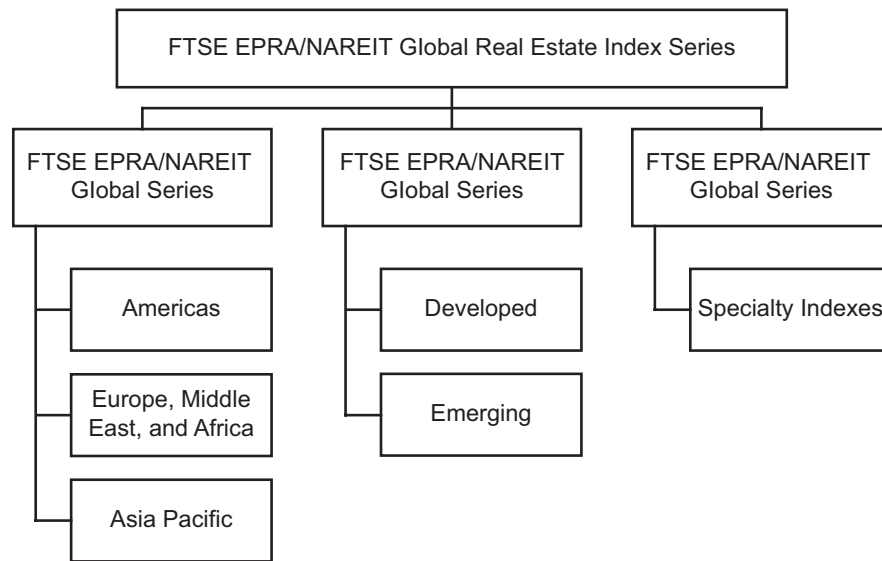 FTSE EPRA/NAREIT Global Real Estate Index Series
FTSE EPRA/NAREIT
Global Series
Americas
Europe, Middle
East, and Africa
Asia Pacific
FTSE EPRA/NAREIT
Global Series
Developed
Emerging
FTSE EPRA/NAREIT
Global Series
Specialty Indexes